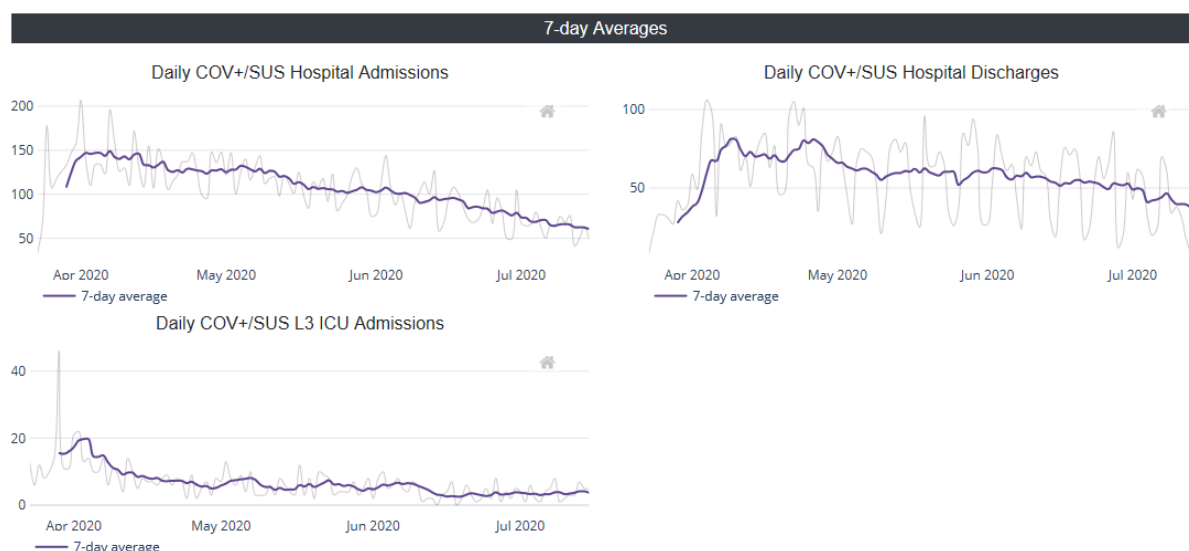 7-day Averages
Daily COV+/SUS Hospital Admissions
200
150
100
50
Apr 2020 May 2020 Jun 2020 Jul 2020
7-day average
Daily COV+/SUS Hospital Discharges
100
50
Apr 2020 May 2020 Jun 2020 Jul 2020
7-day average
Daily COV+/SUS L3 ICU Admissions
40
20
0
Apr 2020 May 2020 Jun 2020 Jul 2020
7-day average